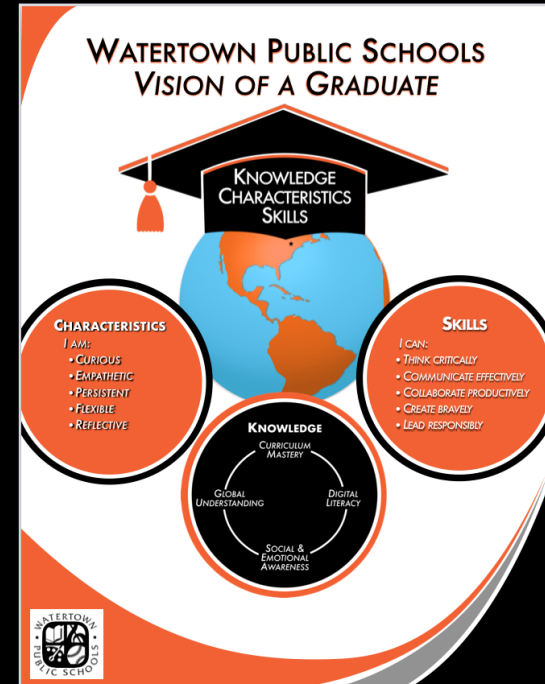 WATERTOWN PUBLIC SCHOOLS
VISION OF A GRADUATE
KNOWLEDGE
CHARACTERISTICS
SKILLS
CHARACTERISTICS
I AM:
• CURIOUS
• EMPATHETIC
• PERSISTENT
• FLEXIBLE
• REFLECTIVE
SKILLS
I CAN:
• THINK CRITICALLY
• COMMUNICATE EFFECTIVELY
• COLLABORATE PRODUCTIVELY
• CREATE BRAVELY
• LEAD RESPONSIBLY
KNOWLEDGE
CURRICULUM
MASTERY
GLOBAL
UNDERSTANDING
DIGITAL
LITERACY
SOCIAL &
EMOTIONAL
AWARENESS
WATERTOWN
PUBLIC SCHOOLS